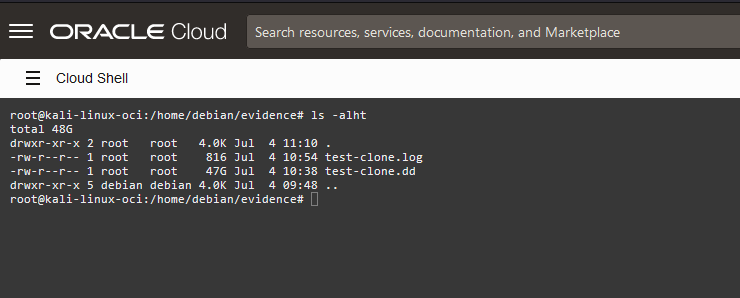 ORACLE Cloud
Search resources, services, documentation, and Marketplace
Cloud Shell
root@kali-linux-oci:/home/debian/evidence# ls -alht
total 48G
drwxr-xr-x 2 root   root   4.0K Jul  4 11:10 .
-rw-r--r-- 1 root   root    816 Jul  4 10:54 test-clone.log
-rw-r--r-- 1 root   root    47G Jul  4 10:38 test-clone.dd
drwxr-xr-x 5 debian debian 4.0K Jul  4 09:48 ..
root@kali-linux-oci:/home/debian/evidence#